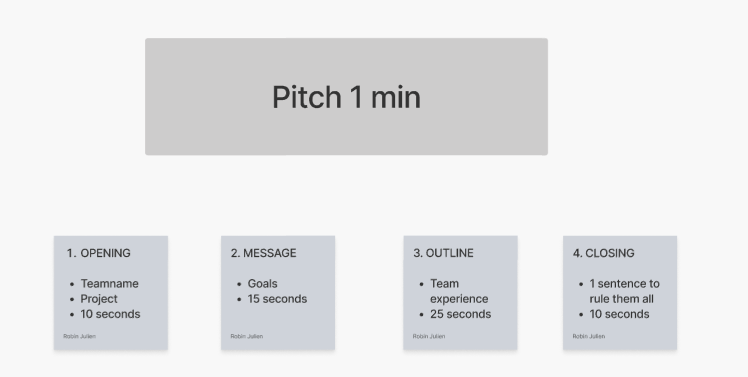 Pitch 1 min
1. OPENING
• Teamname
• Project
• 10 seconds
Robin Julien
2. MESSAGE
• Goals
• 15 seconds
Robin Julien
3. OUTLINE
• Team
experience
• 25 seconds
Robin Julien
4. CLOSING
• 1 sentence to
rule them all
• 10 seconds
Robin Julien